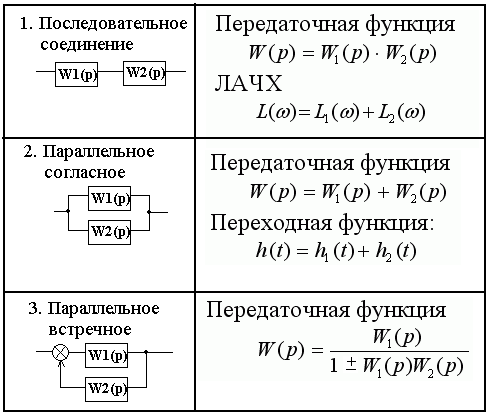 1. Последовательное
соединение
W1(p) W2(p)
Передаточная функция
W(p) = W₁(p) · W₂(p)
ЛАЧХ
L(ω)=L₁(ω)+L₂(ω)
2. Параллельное
согласное
W1(p)
W2(p)
Передаточная функция
W(p) = W₁(p) + W₂(p)
Переходная функция:
h(t) = h₁(t) + h₂(t)
3. Параллельное
встречное
W1(p)
W2(p)
Передаточная функция
W(p) = W₁(p) / (1 ± W₁(p)W₂(p))